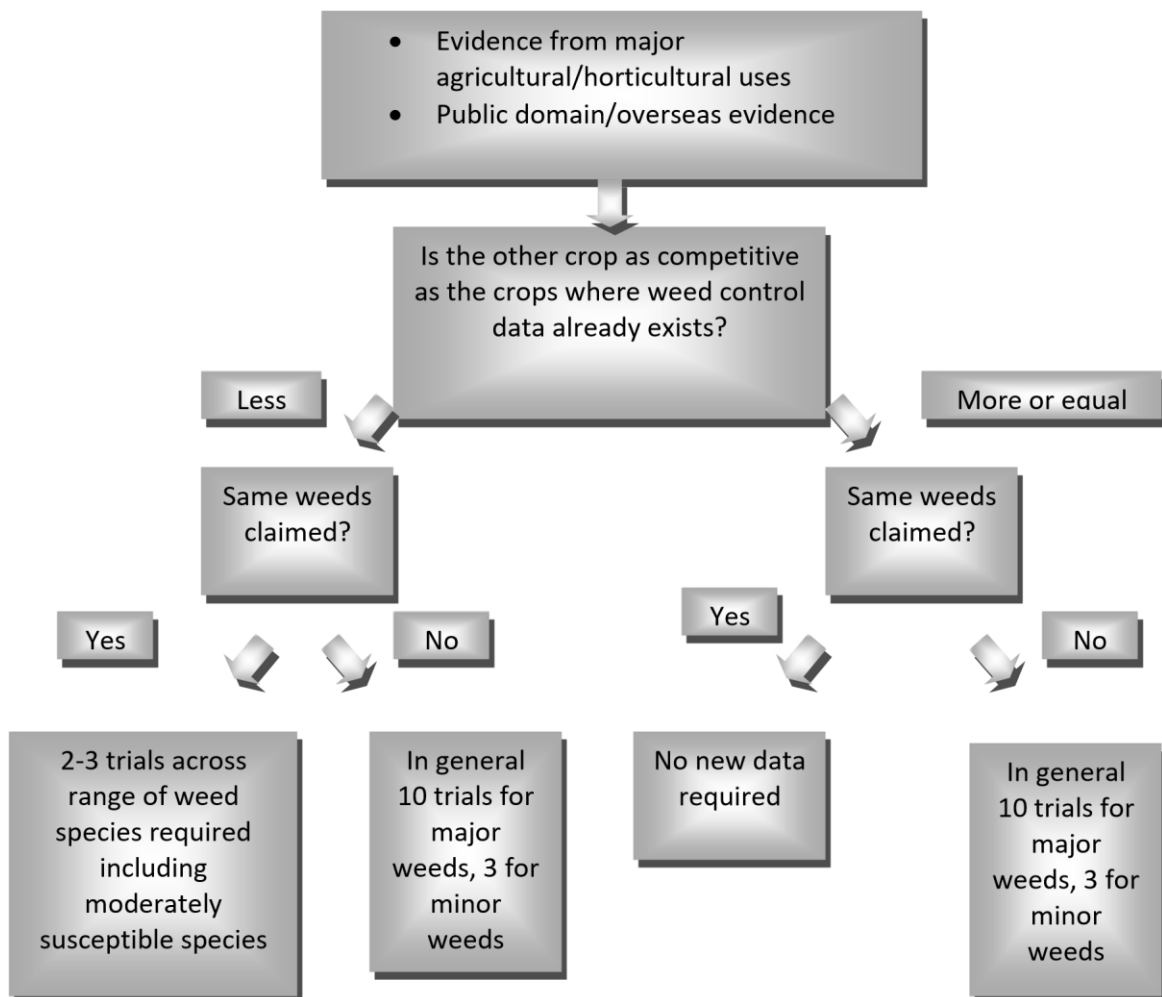 • Evidence from major
agricultural/horticultural uses
• Public domain/overseas evidence
Is the other crop as competitive
as the crops where weed control
data already exists?
Less
More or equal
Same weeds
claimed?
Same weeds
claimed?
Yes
No
Yes
No
2-3 trials across
range of weed
species required
including
moderately
susceptible species
In general
10 trials for
major
weeds, 3 for
minor
weeds
No new data
required
In general
10 trials for
major
weeds, 3 for
minor
weeds